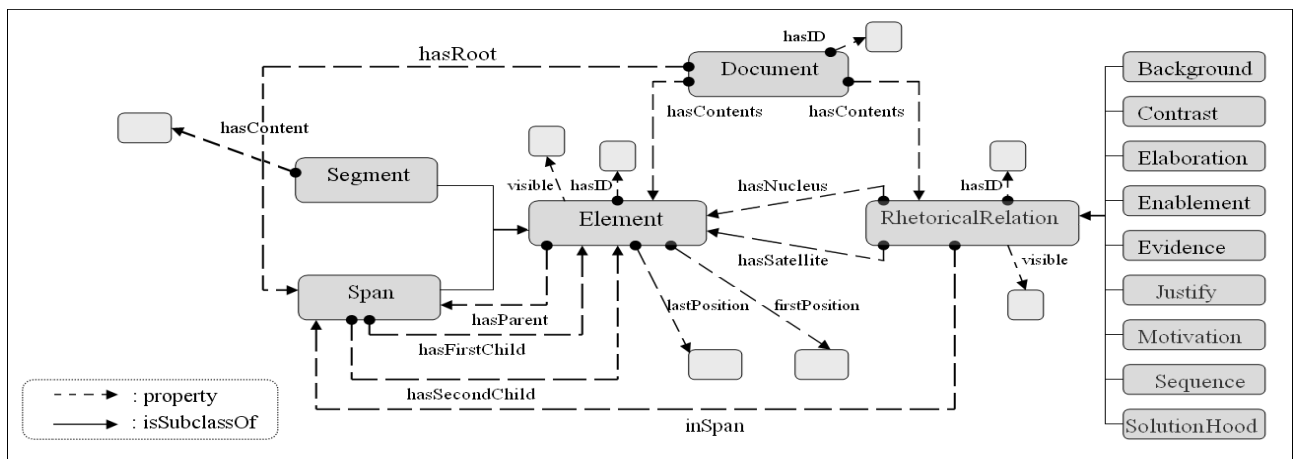 hasID
hasRoot
Document
Background
hasContents
hasContents
Contrast
hasContent
Segment
visible
hasID
hasNucleus
hasID
Elaboration
Element
RhetoricalRelation
Enablement
hasSatellite
visible
Evidence
Span
hasParent
lastPosition
firstPosition
Justify
hasFirstChild
Motivation
hasSecondChild
Sequence
inSpan
SolutionHood
: property
: isSubclassOf